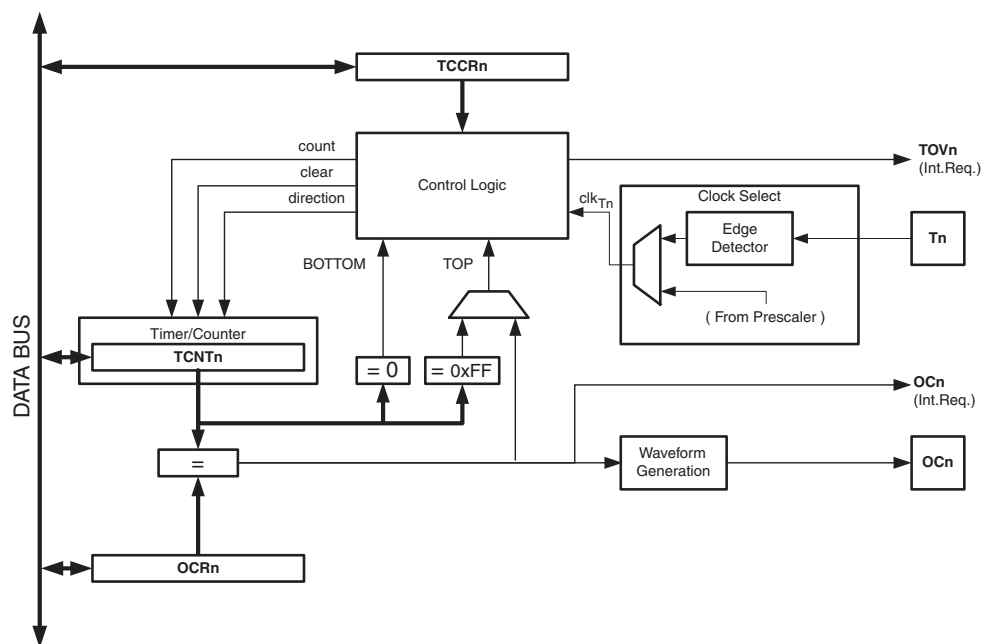 DATA BUS
TCCRn
count
clear
direction
Control Logic
TOVn
(Int.Req.)
clkTn
Clock Select
Edge
Detector
Tn
( From Prescaler )
BOTTOM
TOP
Timer/Counter
TCNTn
= 0
= 0xFF
OCn
(Int.Req.)
=
Waveform
Generation
OCn
OCRn